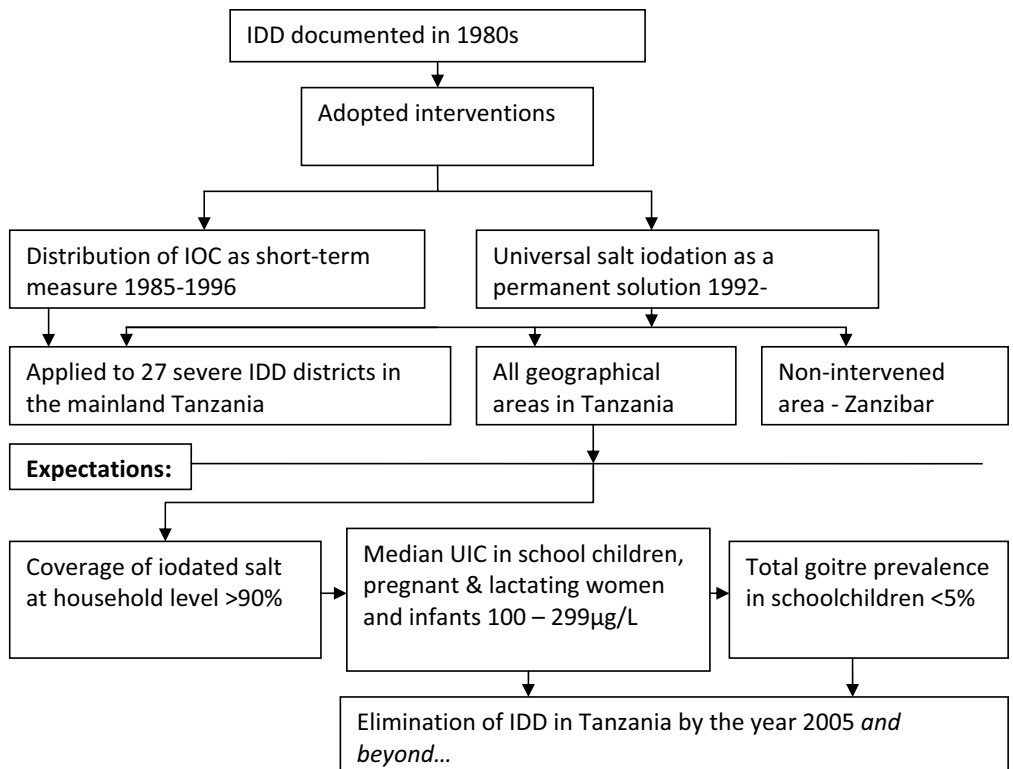 IDD documented in 1980s
Adopted interventions
Distribution of IOC as short-term
measure 1985-1996
Universal salt iodation as a
permanent solution 1992-
Applied to 27 severe IDD districts in
the mainland Tanzania
All geographical
areas in Tanzania
Non-intervened
area - Zanzibar
Expectations:
Coverage of iodated salt
at household level >90%
Median UIC in school children,
pregnant & lactating women
and infants 100 – 299µg/L
Total goitre prevalence
in schoolchildren <5%
Elimination of IDD in Tanzania by the year 2005 and
beyond…